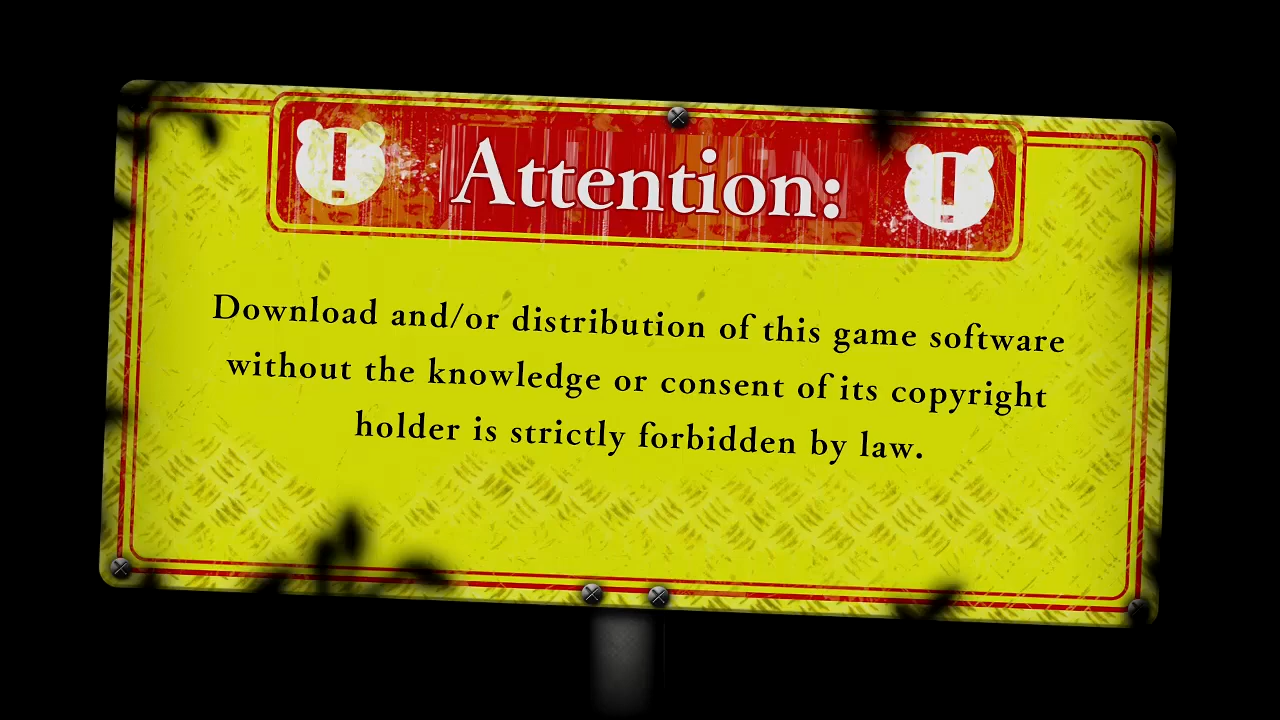 Attention:
Download and/or distribution of this game software
without the knowledge or consent of its copyright
holder is strictly forbidden by law.